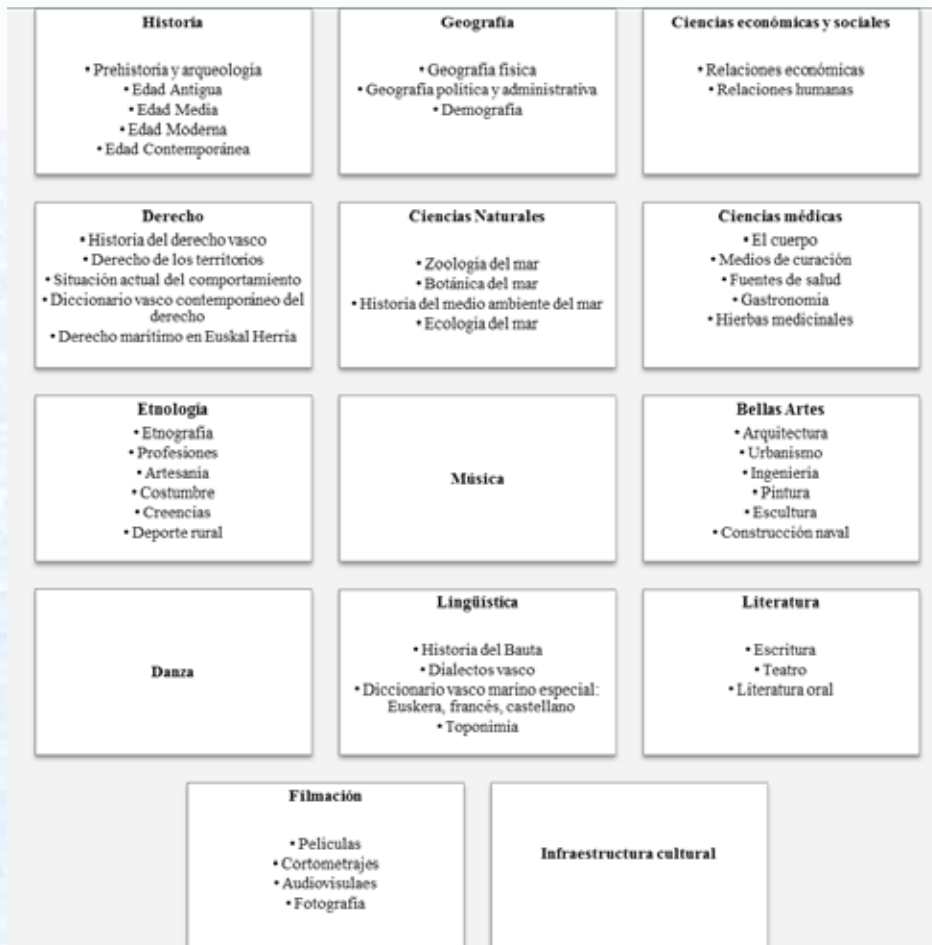 Historia
• Prehistoria y arqueología
• Edad Antigua
• Edad Media
• Edad Moderna
• Edad Contemporánea
Geografía
• Geografía física
• Geografía política y administrativa
• Demografía
Ciencias económicas y sociales
• Relaciones económicas
• Relaciones humanas
Derecho
• Historia del derecho vasco
• Derecho de los territorios
• Situación actual del comportamiento
• Diccionario vasco contemporáneo del
derecho
• Derecho marítimo en Euskal Herria
Ciencias Naturales
• Zoología del mar
• Botánica del mar
• Historia del medio ambiente del mar
• Ecología del mar
Ciencias médicas
• El cuerpo
• Medios de curación
• Fuentes de salud
• Gastronomía
• Hierbas medicinales
Etnología
• Etnografía
• Profesiones
• Artesanía
• Costumbre
• Creencias
• Deporte rural
Música
Bellas Artes
• Arquitectura
• Urbanismo
• Ingeniería
• Pintura
• Escultura
• Construcción naval
Danza
Lingüística
• Historia del Bauta
• Dialectos vasco
• Diccionario vasco marino especial:
Euskera, francés, castellano
• Toponimia
Literatura
• Escritura
• Teatro
• Literatura oral
Filmación
• Películas
• Cortometrajes
• Audiovisulaes
• Fotografía
Infraestructura cultural